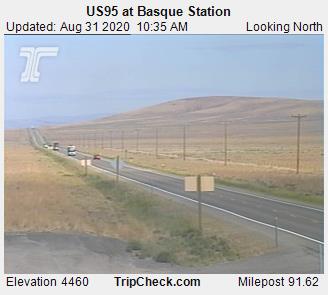 US95 at Basque Station
Updated: Aug 31 2020 10:35 AM Looking North
Elevation 4460 TripCheck.com Milepost 91.62